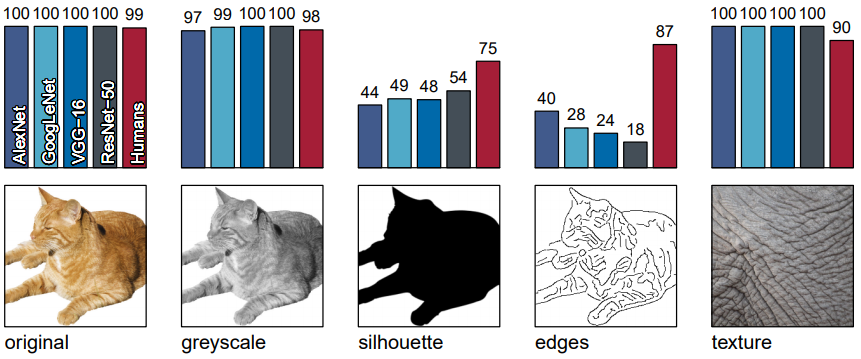 100 100 100 100 99
AlexNet
GoogLeNet
VGG−16
ResNet−50
Humans
original
97 99 100 100 98
greyscale
44 49 48 54 75
silhouette
40 28 24 18 87
edges
100 100 100 100 90
texture